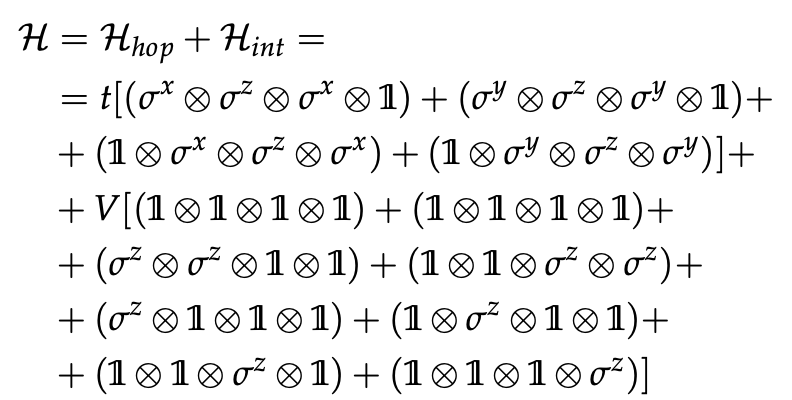 ℋ = ℋ_{hop} + ℋ_{int} =
= t[(σ^x ⊗ σ^z ⊗ σ^x ⊗ 𝟙) + (σ^y ⊗ σ^z ⊗ σ^y ⊗ 𝟙)+
+ (𝟙 ⊗ σ^x ⊗ σ^z ⊗ σ^x) + (𝟙 ⊗ σ^y ⊗ σ^z ⊗ σ^y)]+
+ V[(𝟙 ⊗ 𝟙 ⊗ 𝟙 ⊗ 𝟙) + (𝟙 ⊗ 𝟙 ⊗ 𝟙 ⊗ 𝟙)+
+ (σ^z ⊗ σ^z ⊗ 𝟙 ⊗ 𝟙) + (𝟙 ⊗ 𝟙 ⊗ σ^z ⊗ σ^z)+
+ (σ^z ⊗ 𝟙 ⊗ 𝟙 ⊗ 𝟙) + (𝟙 ⊗ σ^z ⊗ 𝟙 ⊗ 𝟙)+
+ (𝟙 ⊗ 𝟙 ⊗ σ^z ⊗ 𝟙) + (𝟙 ⊗ 𝟙 ⊗ 𝟙 ⊗ σ^z)]